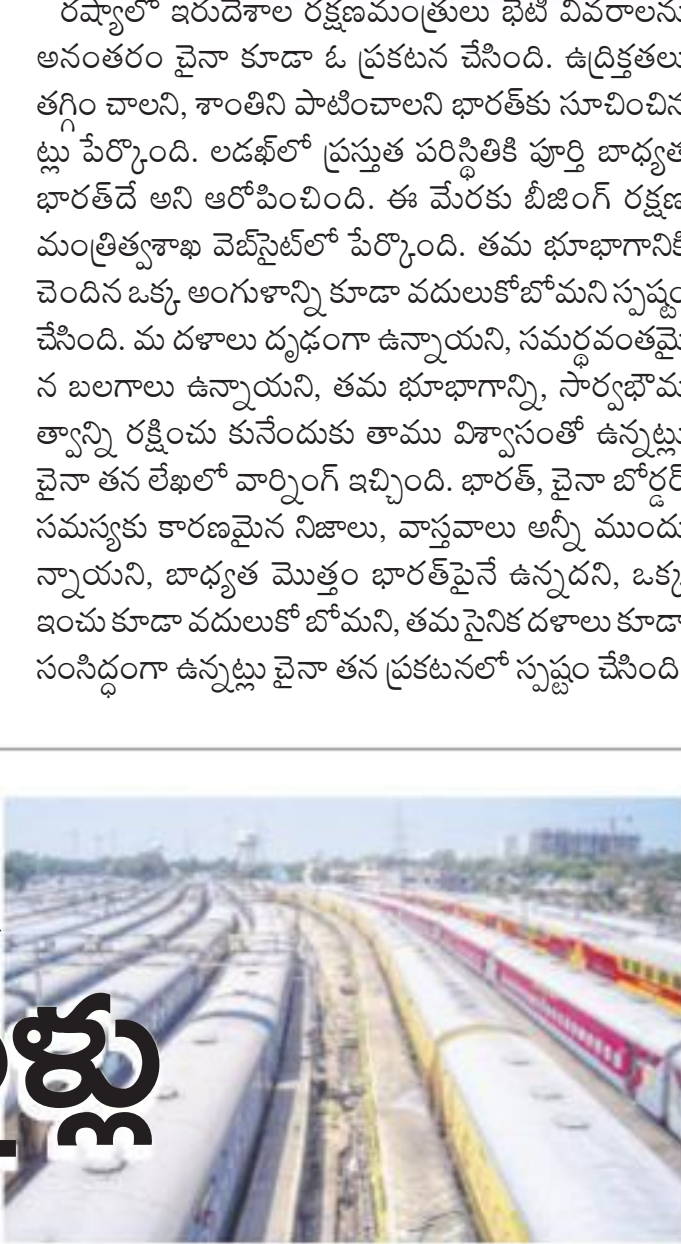 రష్యాలో ఇరుదేశాల రక్షణమంత్రులు భేటీ వివరాలను
అనంతరం చైనా కూడా ఓ ప్రకటన చేసింది. ఉద్రిక్తతలు
తగ్గిం చాలని, శాంతిని పాటించాలని భారత్‌కు సూచించిన
ట్లు పేర్కొంది. లడఖ్‌లో ప్రస్తుత పరిస్థితికి పూర్తి బాధ్యత
భారత్‌దే అని ఆరోపించింది. ఈ మేరకు బీజింగ్ రక్షణ
మంత్రిత్వశాఖ వెబ్‌సైట్‌లో పేర్కొంది. తమ భూభాగానికి
చెందిన ఒక్క అంగుళాన్ని కూడా వదులుకోబోమని స్పష్టం
చేసింది. మ దళాలు దృఢంగా ఉన్నాయని, సమర్థవంతమై
న బలగాలు ఉన్నాయని, తమ భూభాగాన్ని, సార్వభౌమ
త్వాన్ని రక్షించు కునేందుకు తాము విశ్వాసంతో ఉన్నట్లు
చైనా తన లేఖలో వార్నింగ్ ఇచ్చింది. భారత్, చైనా బోర్డర్
సమస్యకు కారణమైన నిజాలు, వాస్తవాలు అన్నీ ముందు
న్నాయని, బాధ్యత మొత్తం భారత్‌పైనే ఉన్నదని, ఒక్క
ఇంచు కూడా వదులుకో బోమని, తమ సైనిక దళాలు కూడా
సంసిద్ధంగా ఉన్నట్లు చైనా తన ప్రకటనలో స్పష్టం చేసింది
ళ్లు